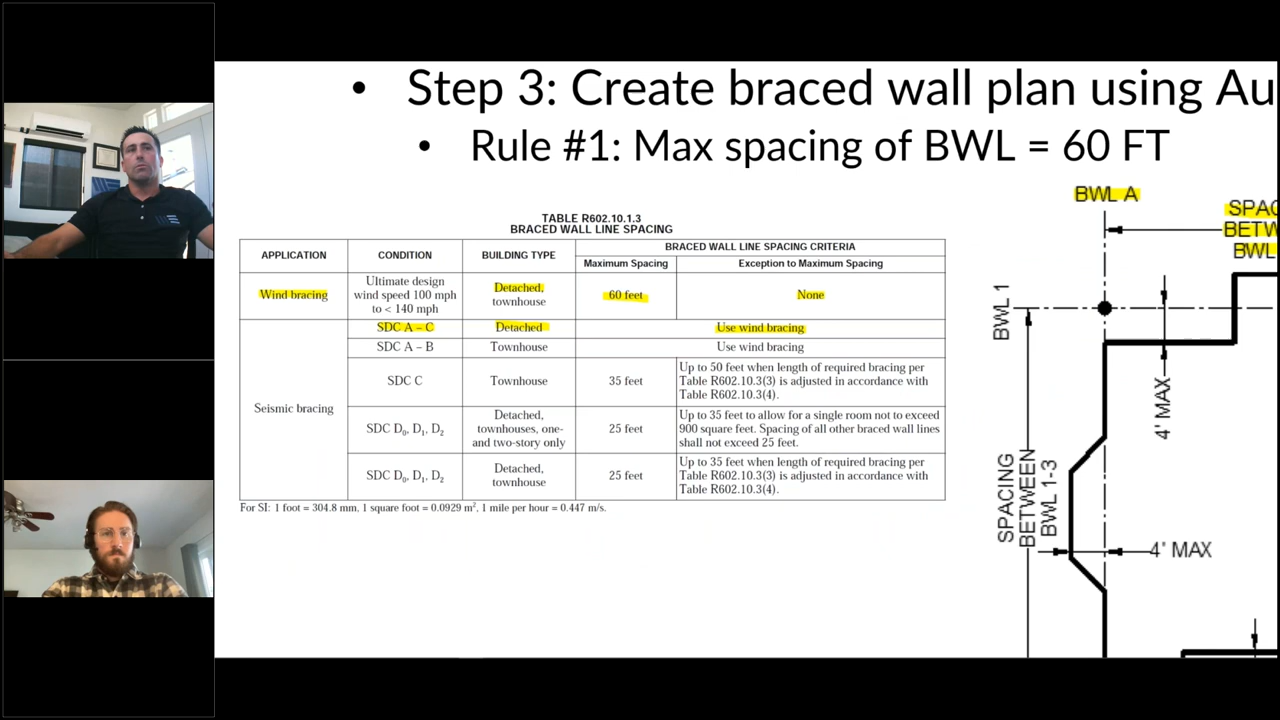 • Step 3: Create braced wall plan using Au
• Rule #1: Max spacing of BWL = 60 FT
TABLE R602.10.1.3
BRACED WALL LINE SPACING
APPLICATION
CONDITION
BUILDING TYPE
BRACED WALL LINE SPACING CRITERIA
Maximum Spacing
Exception to Maximum Spacing
Wind bracing
Ultimate design
wind speed 100 mph
to < 140 mph
Detached,
townhouse
60 feet
None
Seismic bracing
SDC A – C
Detached
Use wind bracing
SDC A – B
Townhouse
Use wind bracing
SDC C
Townhouse
35 feet
Up to 50 feet when length of required bracing per
Table R602.10.3(3) is adjusted in accordance with
Table R602.10.3(4).
SDC D₀, D₁, D₂
Detached,
townhouses, one-
and two-story only
25 feet
Up to 35 feet to allow for a single room not to exceed
900 square feet. Spacing of all other braced wall lines
shall not exceed 25 feet.
SDC D₀, D₁, D₂
Detached,
townhouse
25 feet
Up to 35 feet when length of required bracing per
Table R602.10.3(3) is adjusted in accordance with
Table R602.10.3(4).
For SI: 1 foot = 304.8 mm, 1 square foot = 0.0929 m², 1 mile per hour = 0.447 m/s.
BWL A
SPAC
BETW
BWL
BWL 1
4' MAX
SPACING
BETWEEN
BWL 1-3
4' MAX